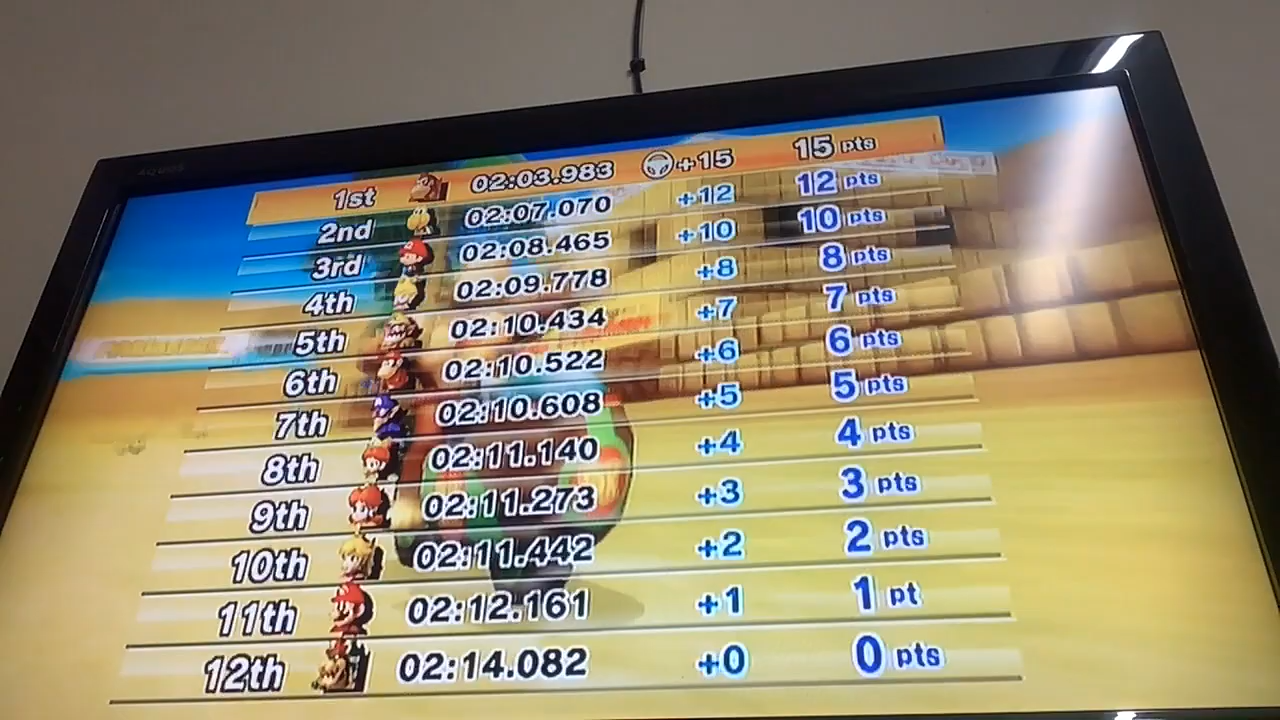 AQUOS
1st 02:03.983 +15 15 pts
2nd 02:07.070 +12 12 pts
3rd 02:08.465 +10 10 pts
4th 02:09.778 +8 8 pts
5th 02:10.434 +7 7 pts
6th 02:10.522 +6 6 pts
7th 02:10.608 +5 5 pts
8th 02:11.140 +4 4 pts
9th 02:11.273 +3 3 pts
10th 02:11.442 +2 2 pts
11th 02:12.161 +1 1 pt
12th 02:14.082 +0 0 pts